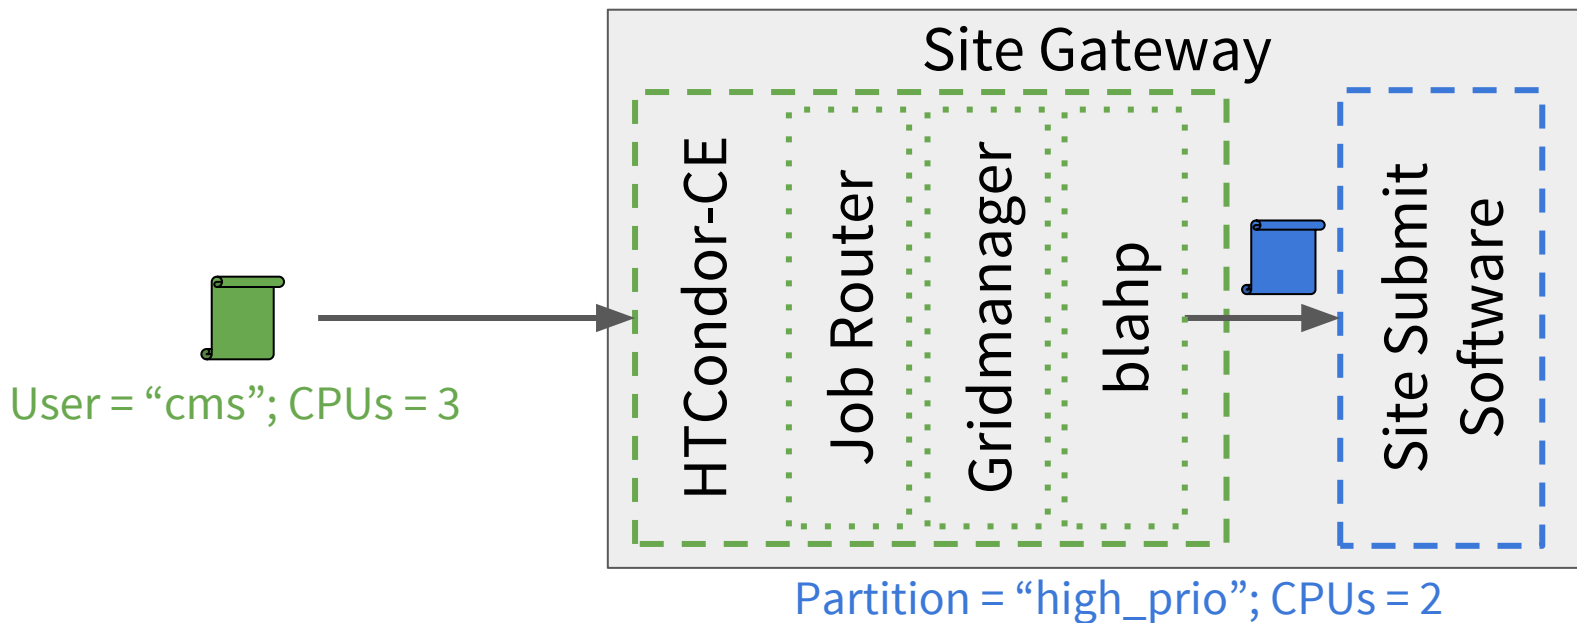 Site Gateway
HTCondor-CE
Job Router
Gridmanager
blahp
Site Submit
Software
User = “cms”; CPUs = 3
Partition = “high_prio”; CPUs = 2